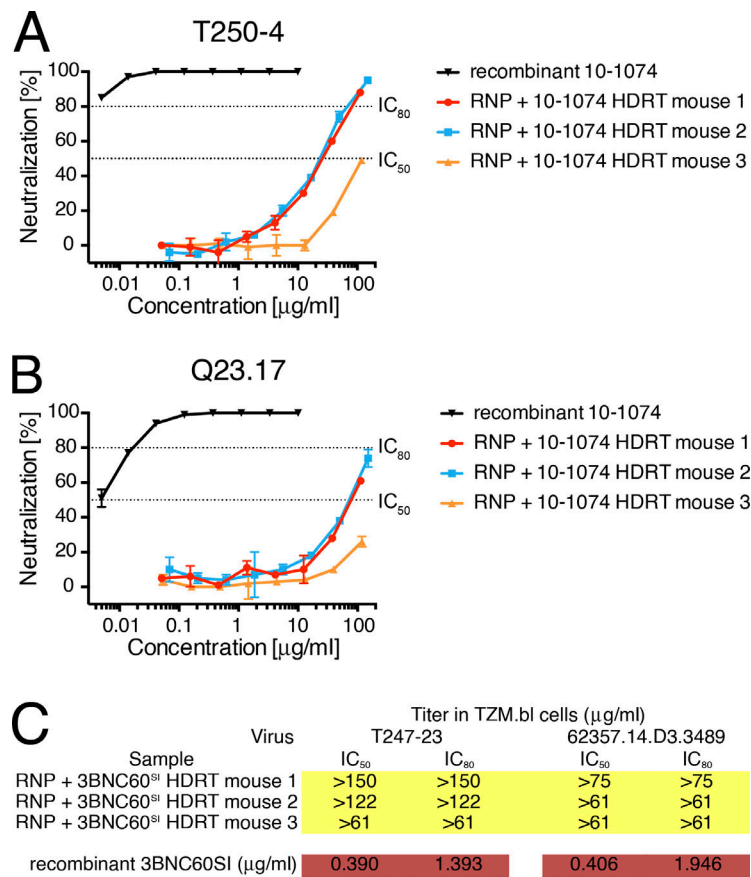 A
T250-4
Neutralization [%]
100
80
60
40
20
0
IC80
IC50
0.01 0.1 1 10 100
Concentration [µg/ml]
recombinant 10-1074
RNP + 10-1074 HDRT mouse 1
RNP + 10-1074 HDRT mouse 2
RNP + 10-1074 HDRT mouse 3
B
Q23.17
Neutralization [%]
100
80
60
40
20
0
IC80
IC50
0.01 0.1 1 10 100
Concentration [µg/ml]
recombinant 10-1074
RNP + 10-1074 HDRT mouse 1
RNP + 10-1074 HDRT mouse 2
RNP + 10-1074 HDRT mouse 3
C
Titer in TZM.bl cells (µg/ml)
Virus T247-23 62357.14.D3.3489
Sample IC50 IC80 IC50 IC80
RNP + 3BNC60SI HDRT mouse 1 >150 >150 >75 >75
RNP + 3BNC60SI HDRT mouse 2 >122 >122 >61 >61
RNP + 3BNC60SI HDRT mouse 3 >61 >61 >61 >61
recombinant 3BNC60SI (µg/ml) 0.390 1.393 0.406 1.946